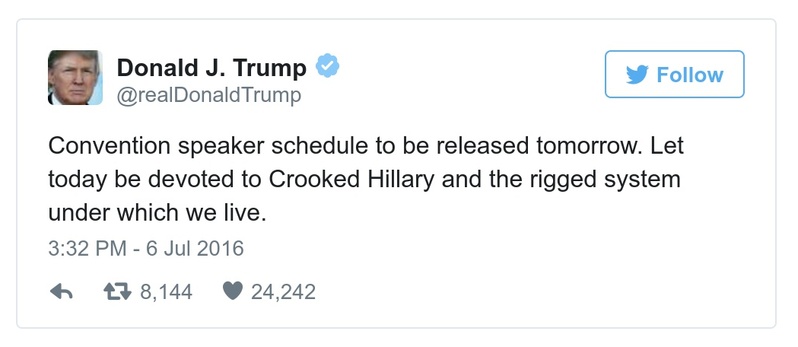 Donald J. Trump
@realDonaldTrump
Follow
Convention speaker schedule to be released tomorrow. Let
today be devoted to Crooked Hillary and the rigged system
under which we live.
3:32 PM - 6 Jul 2016
8,144 24,242